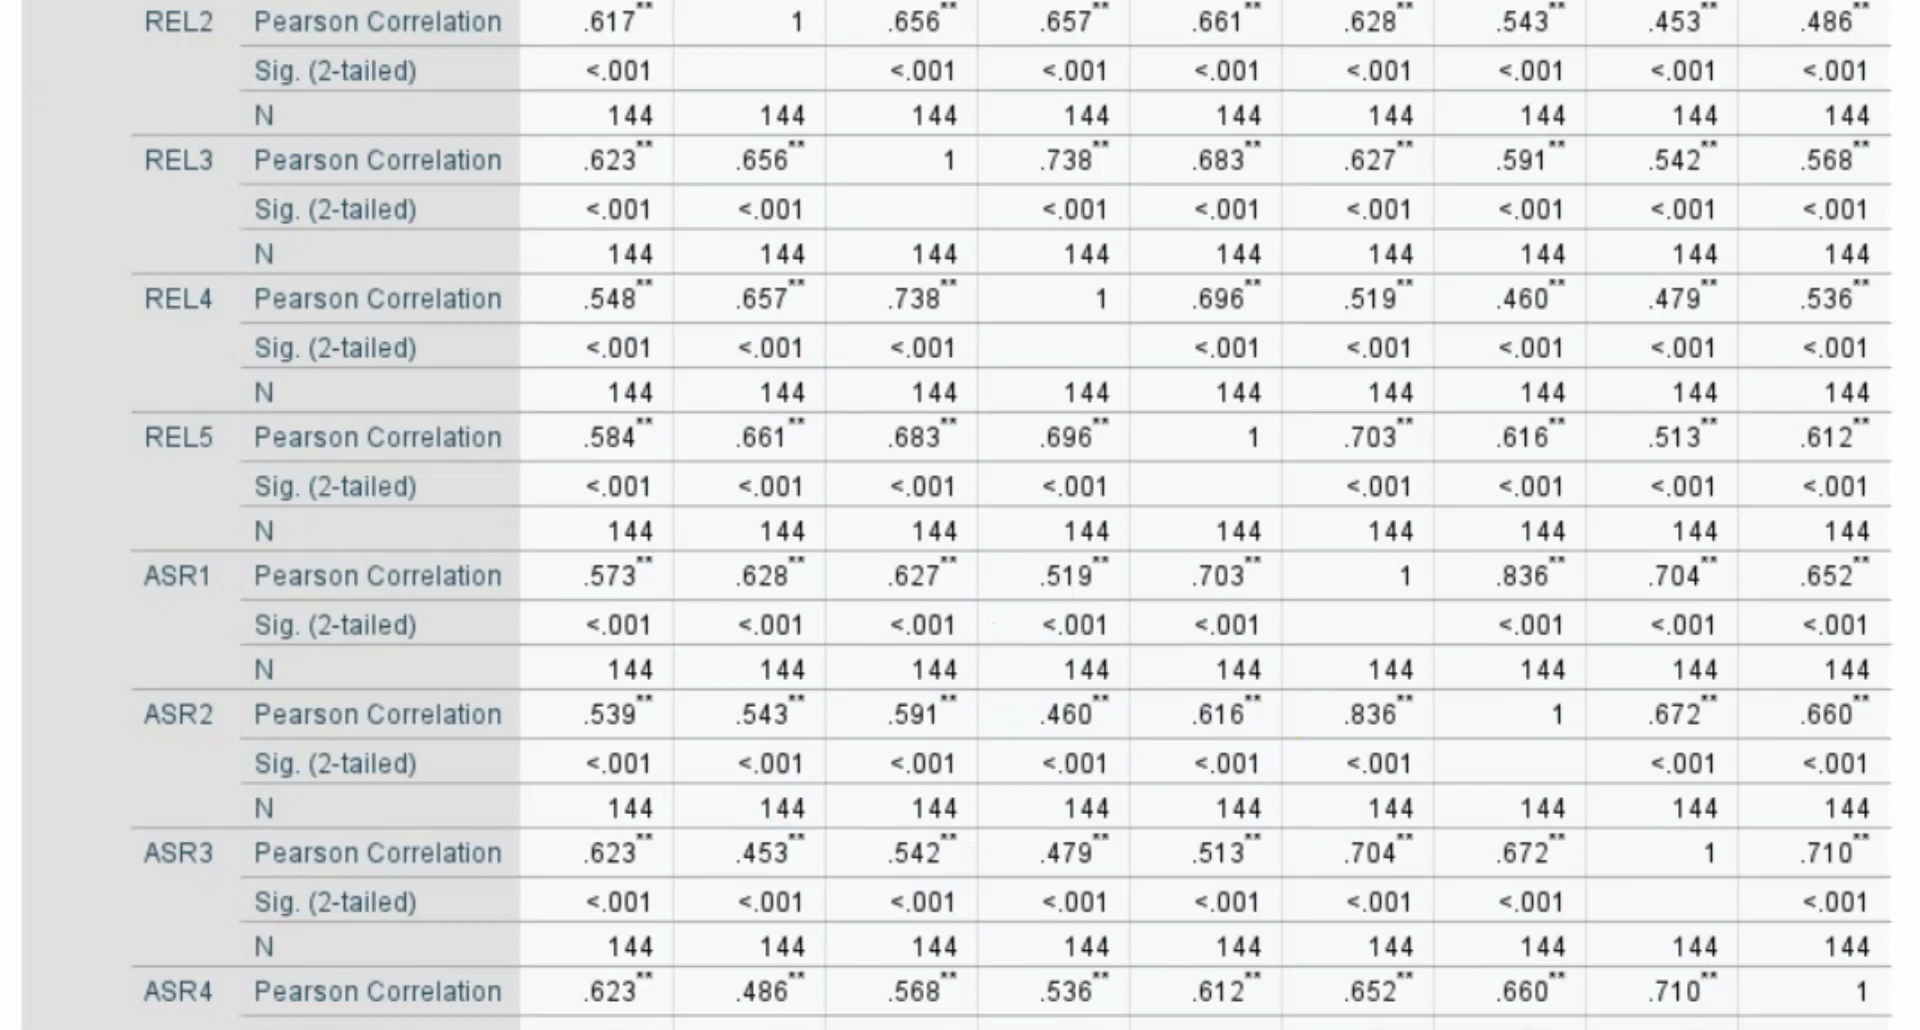 REL2 Pearson Correlation .617** 1 .656** .657** .661** .628** .543** .453** .486**
Sig. (2-tailed) <.001 <.001 <.001 <.001 <.001 <.001 <.001 <.001
N 144 144 144 144 144 144 144 144 144
REL3 Pearson Correlation .623** .656** 1 .738** .683** .627** .591** .542** .568**
Sig. (2-tailed) <.001 <.001 <.001 <.001 <.001 <.001 <.001 <.001
N 144 144 144 144 144 144 144 144 144
REL4 Pearson Correlation .548** .657** .738** 1 .696** .519** .460** .479** .536**
Sig. (2-tailed) <.001 <.001 <.001 <.001 <.001 <.001 <.001 <.001
N 144 144 144 144 144 144 144 144 144
REL5 Pearson Correlation .584** .661** .683** .696** 1 .703** .616** .513** .612**
Sig. (2-tailed) <.001 <.001 <.001 <.001 <.001 <.001 <.001 <.001
N 144 144 144 144 144 144 144 144 144
ASR1 Pearson Correlation .573** .628** .627** .519** .703** 1 .836** .704** .652**
Sig. (2-tailed) <.001 <.001 <.001 <.001 <.001 <.001 <.001 <.001
N 144 144 144 144 144 144 144 144 144
ASR2 Pearson Correlation .539** .543** .591** .460** .616** .836** 1 .672** .660**
Sig. (2-tailed) <.001 <.001 <.001 <.001 <.001 <.001 <.001 <.001
N 144 144 144 144 144 144 144 144 144
ASR3 Pearson Correlation .623** .453** .542** .479** .513** .704** .672** 1 .710**
Sig. (2-tailed) <.001 <.001 <.001 <.001 <.001 <.001 <.001 <.001
N 144 144 144 144 144 144 144 144 144
ASR4 Pearson Correlation .623** .486** .568** .536** .612** .652** .660** .710** 1